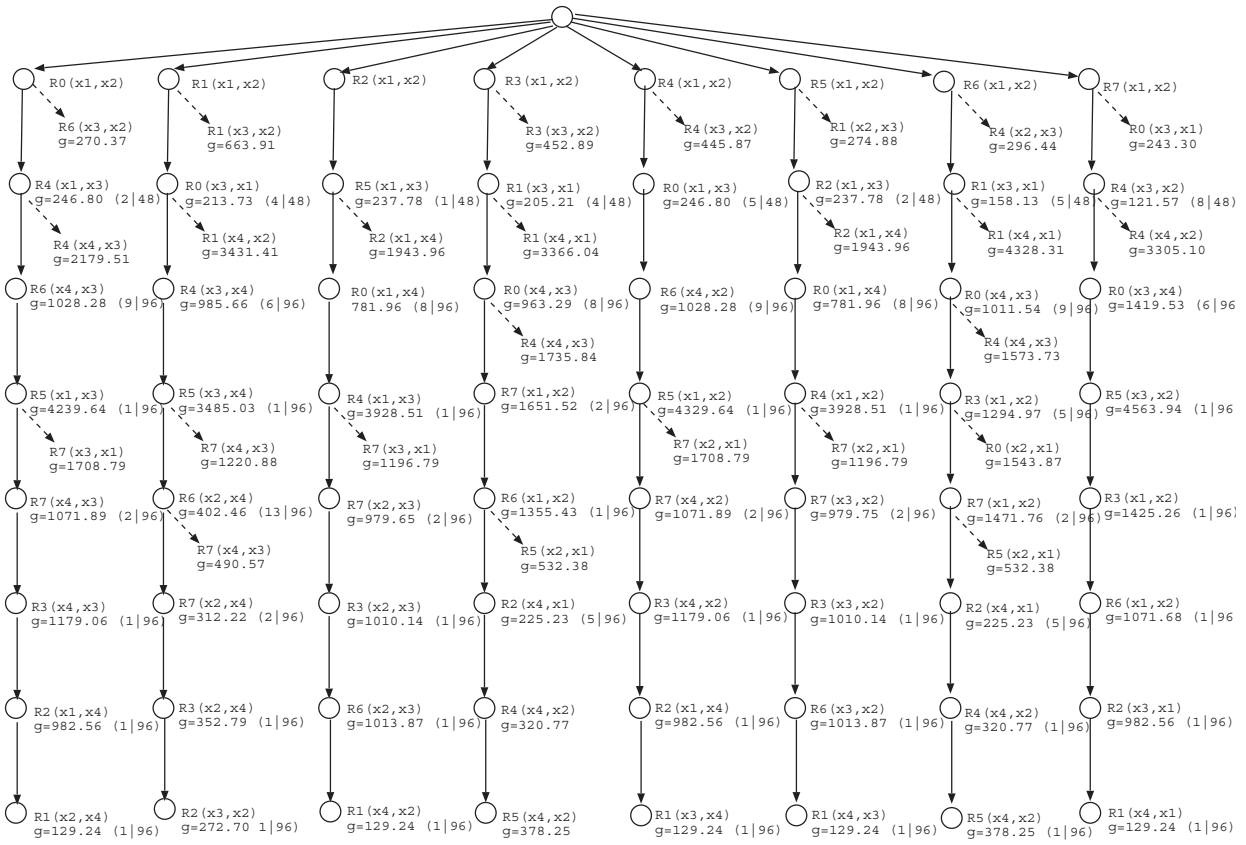 R0(x1,x2)
R1(x1,x2)
R2(x1,x2)
R3(x1,x2)
R4(x1,x2)
R5(x1,x2)
R6(x1,x2)
R7(x1,x2)
R6(x3,x2)
g=270.37
R1(x3,x2)
g=663.91
R3(x3,x2)
g=452.89
R4(x3,x2)
g=445.87
R1(x2,x3)
g=274.88
R4(x2,x3)
g=296.44
R0(x3,x1)
g=243.30
R4(x1,x3)
g=246.80 (2|48)
R0(x3,x1)
g=213.73 (4|48)
R5(x1,x3)
g=237.78 (1|48)
R1(x3,x1)
g=205.21 (4|48)
R0(x1,x3)
g=246.80 (5|48)
R2(x1,x3)
g=237.78 (2|48)
R1(x3,x1)
g=158.13 (5|48)
R4(x3,x2)
g=121.57 (8|48)
R4(x4,x3)
g=2179.51
R1(x4,x2)
g=3431.41
R2(x1,x4)
g=1943.96
R1(x4,x1)
g=3366.04
R2(x1,x4)
g=1943.96
R1(x4,x1)
g=4328.31
R4(x4,x2)
g=3305.10
R6(x4,x3)
g=1028.28 (9|96)
R4(x3,x4)
g=985.66 (6|96)
R0(x1,x4)
781.96 (8|96)
R0(x4,x3)
g=963.29 (8|96)
R6(x4,x2)
g=1028.28 (9|96)
R0(x1,x4)
g=781.96 (8|96)
R0(x4,x3)
g=1011.54 (9|96)
R0(x3,x4)
g=1419.53 (6|96
R4(x4,x3)
g=1735.84
R4(x4,x3)
g=1573.73
R5(x1,x3)
g=4239.64 (1|96)
R5(x3,x4)
g=3485.03 (1|96)
R4(x1,x3)
g=3928.51 (1|96)
R7(x1,x2)
g=1651.52 (2|96)
R5(x1,x2)
g=4329.64 (1|96)
R4(x1,x2)
g=3928.51 (1|96)
R3(x1,x2)
g=1294.97 (5|96)
R5(x3,x2)
g=4563.94 (1|96
R7(x3,x1)
g=1708.79
R7(x4,x3)
g=1220.88
R7(x3,x1)
g=1196.79
R7(x2,x1)
g=1708.79
R7(x2,x1)
g=1196.79
R0(x2,x1)
g=1543.87
R7(x4,x3)
g=1071.89 (2|96)
R6(x2,x4)
g=402.46 (13|96)
R7(x2,x3)
g=979.65 (2|96)
R6(x1,x2)
g=1355.43 (1|96)
R7(x4,x2)
g=1071.89 (2|96)
R7(x3,x2)
g=979.75 (2|96)
R7(x1,x2)
g=1471.76 (2|96)
R3(x1,x2)
g=1425.26 (1|96)
R7(x4,x3)
g=490.57
R5(x2,x1)
g=532.38
R5(x2,x1)
g=532.38
R3(x4,x3)
g=1179.06 (1|96)
R7(x2,x4)
g=312.22 (2|96)
R3(x2,x3)
g=1010.14 (1|96)
R2(x4,x1)
g=225.23 (5|96)
R3(x4,x2)
g=1179.06 (1|96)
R3(x3,x2)
g=1010.14 (1|96)
R2(x4,x1)
g=225.23 (5|96)
R6(x1,x2)
g=1071.68 (1|96
R2(x1,x4)
g=982.56 (1|96)
R3(x2,x4)
g=352.79 (1|96)
R6(x2,x3)
g=1013.87 (1|96)
R4(x4,x2)
g=320.77
R2(x1,x4)
g=982.56 (1|96)
R6(x3,x2)
g=1013.87 (1|96)
R4(x4,x2)
g=320.77 (1|96)
R2(x3,x1)
g=982.56 (1|96)
R1(x2,x4)
g=129.24 (1|96)
R2(x3,x2)
g=272.70 1|96)
R1(x4,x2)
g=129.24 (1|96)
R5(x4,x2)
g=378.25
R1(x3,x4)
g=129.24 (1|96)
R1(x4,x3)
g=129.24 (1|96)
R5(x4,x2)
g=378.25 (1|96)
R1(x4,x1)
g=129.24 (1|96)